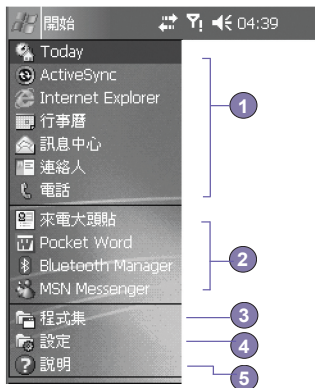 開始 04:39
Today
ActiveSync
Internet Explorer
行事曆
訊息中心
連絡人
電話
1
來電大頭貼
Pocket Word
Bluetooth Manager
MSN Messenger
2
程式集
3
設定
4
說明
5